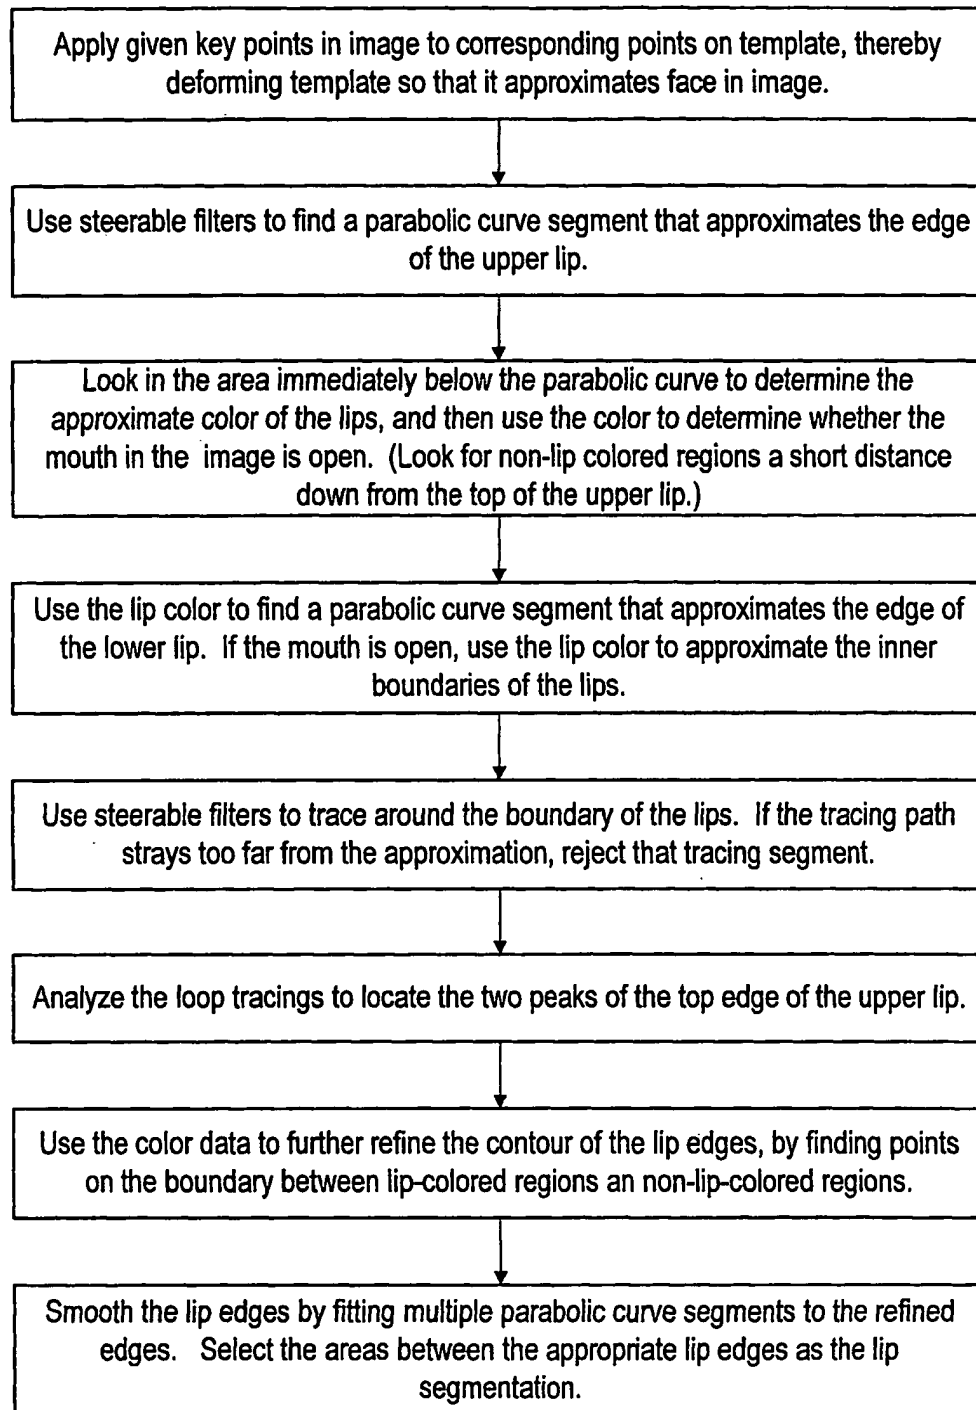 Apply given key points in image to corresponding points on template, thereby
deforming template so that it approximates face in image.
Use steerable filters to find a parabolic curve segment that approximates the edge
of the upper lip.
Look in the area immediately below the parabolic curve to determine the
approximate color of the lips, and then use the color to determine whether the
mouth in the image is open. (Look for non-lip colored regions a short distance
down from the top of the upper lip.)
Use the lip color to find a parabolic curve segment that approximates the edge of
the lower lip. If the mouth is open, use the lip color to approximate the inner
boundaries of the lips.
Use steerable filters to trace around the boundary of the lips. If the tracing path
strays too far from the approximation, reject that tracing segment.
Analyze the loop tracings to locate the two peaks of the top edge of the upper lip.
Use the color data to further refine the contour of the lip edges, by finding points
on the boundary between lip-colored regions an non-lip-colored regions.
Smooth the lip edges by fitting multiple parabolic curve segments to the refined
edges. Select the areas between the appropriate lip edges as the lip
segmentation.